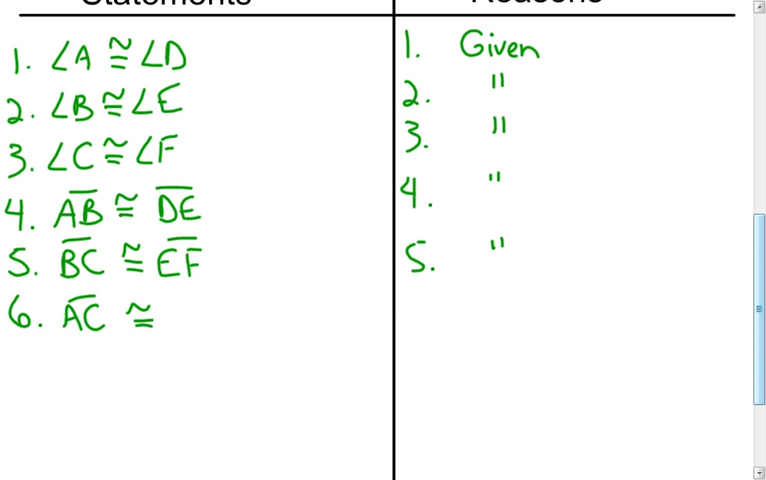 Statements Reasons
1. ∠A ≅ ∠D 1. Given
2. ∠B ≅ ∠E 2. "
3. ∠C ≅ ∠F 3. "
4. A̅B̅ ≅ D̅E̅ 4. "
5. B̅C̅ ≅ E̅F̅ 5. "
6. A̅C̅ ≅